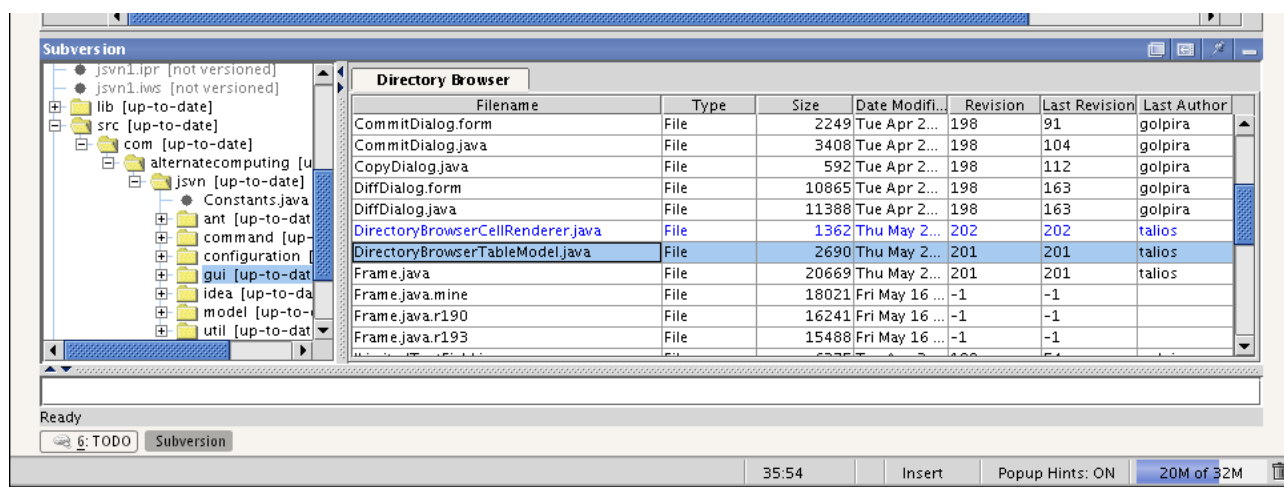 Subversion
jsvn1.ipr [not versioned]
jsvn1.iws [not versioned]
lib [up-to-date]
src [up-to-date]
com [up-to-date]
alternatecomputing [u
jsvn [up-to-date]
Constants.java
ant [up-to-dat
command [up-
configuration [
gui [up-to-dat
idea [up-to-da
model [up-to-
util [up-to-dat
Directory Browser
Filename Type Size Date Modifi... Revision Last Revision Last Author
CommitDialog.form File 2249 Tue Apr 2... 198 91 golpira
CommitDialog.java File 3408 Tue Apr 2... 198 104 golpira
CopyDialog.java File 592 Tue Apr 2... 198 112 golpira
DiffDialog.form File 10865 Tue Apr 2... 198 163 golpira
DiffDialog.java File 11388 Tue Apr 2... 198 163 golpira
DirectoryBrowserCellRenderer.java File 1362 Thu May 2... 202 202 talios
DirectoryBrowserTableModel.java File 2690 Thu May 2... 201 201 talios
Frame.java File 20669 Thu May 2... 201 201 talios
Frame.java.mine File 18021 Fri May 16 ... -1 -1
Frame.java.r190 File 16241 Fri May 16 ... -1 -1
Frame.java.r193 File 15488 Fri May 16 ... -1 -1
Ready
6: TODO Subversion
35:54 Insert Popup Hints: ON 20M of 32M